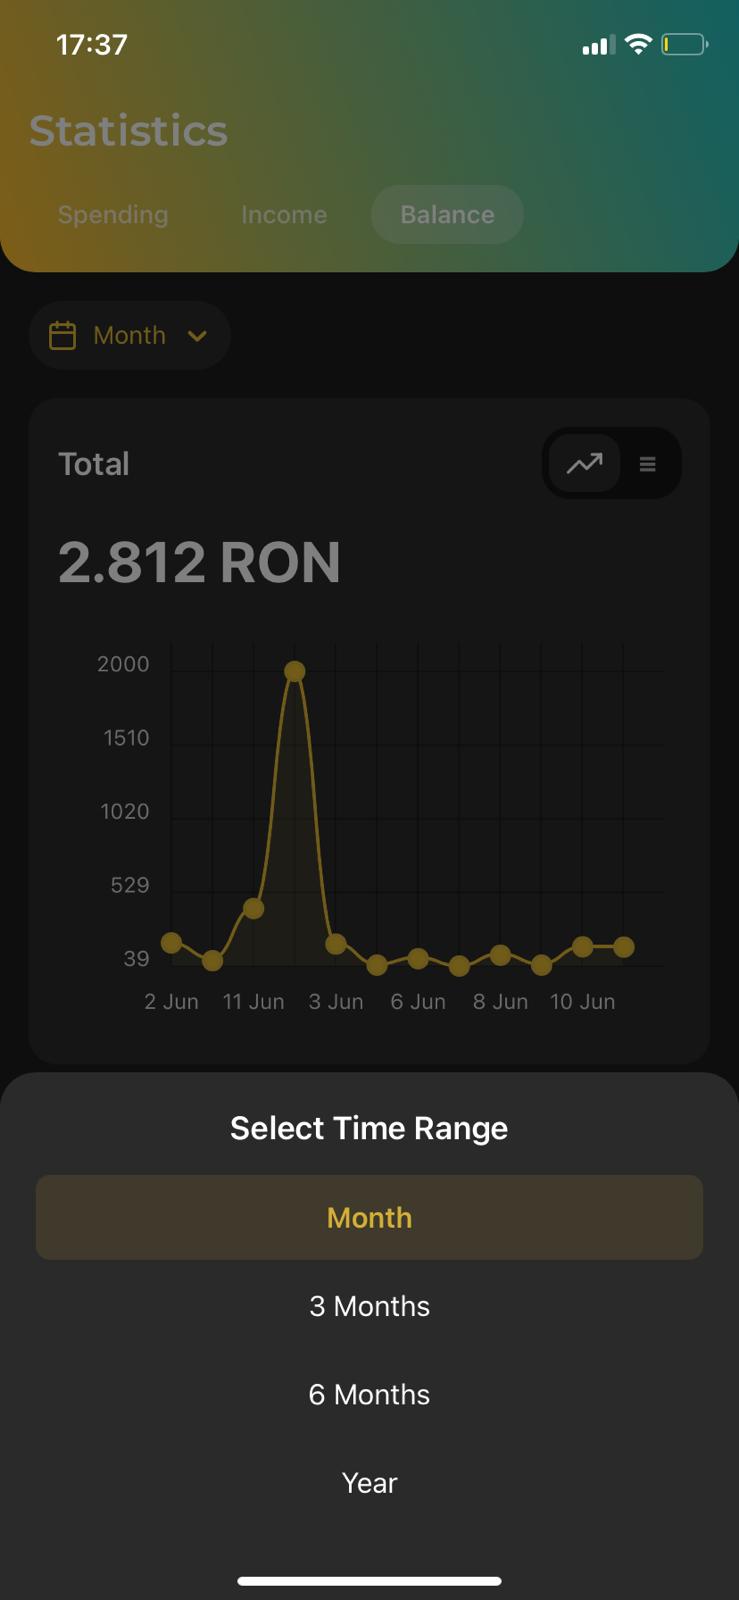 17:37
Statistics
Spending Income Balance
Month
Total
2.812 RON
2000
1510
1020
529
39
2 Jun 11 Jun 3 Jun 6 Jun 8 Jun 10 Jun
Select Time Range
Month
3 Months
6 Months
Year